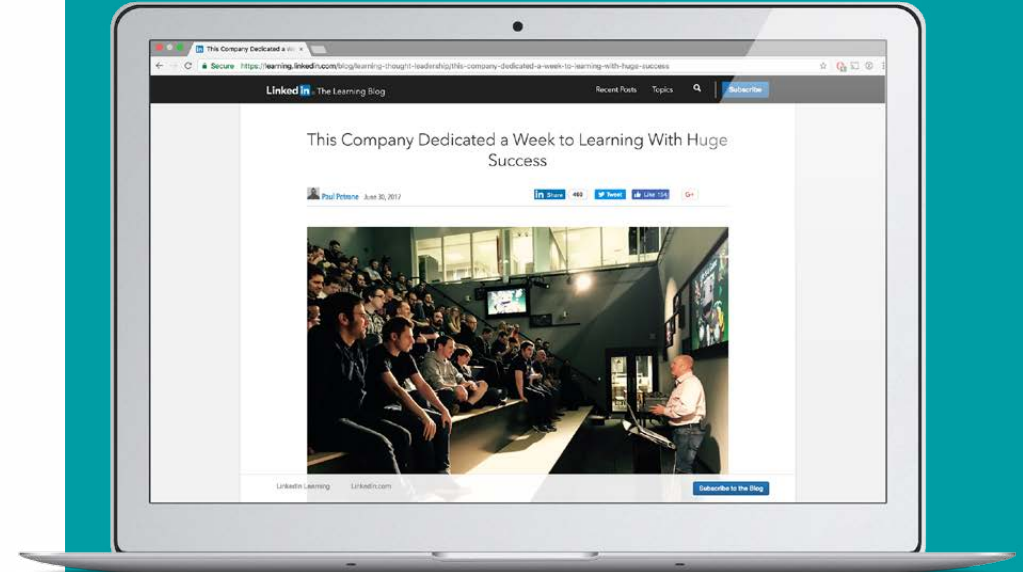 This Company Dedicated a W
Secure https://learning.linkedin.com/blog/learning-thought-leadership/this-company-dedicated-a-week-to-learning-with-huge-success
Linked in The Learning Blog Recent Posts Topics Subscribe
This Company Dedicated a Week to Learning With Huge
Success
Paul Petrone June 30, 2017 in Share Tweet Like 134 G+
LinkedIn Learning LinkedIn.com Subscribe to the Blog